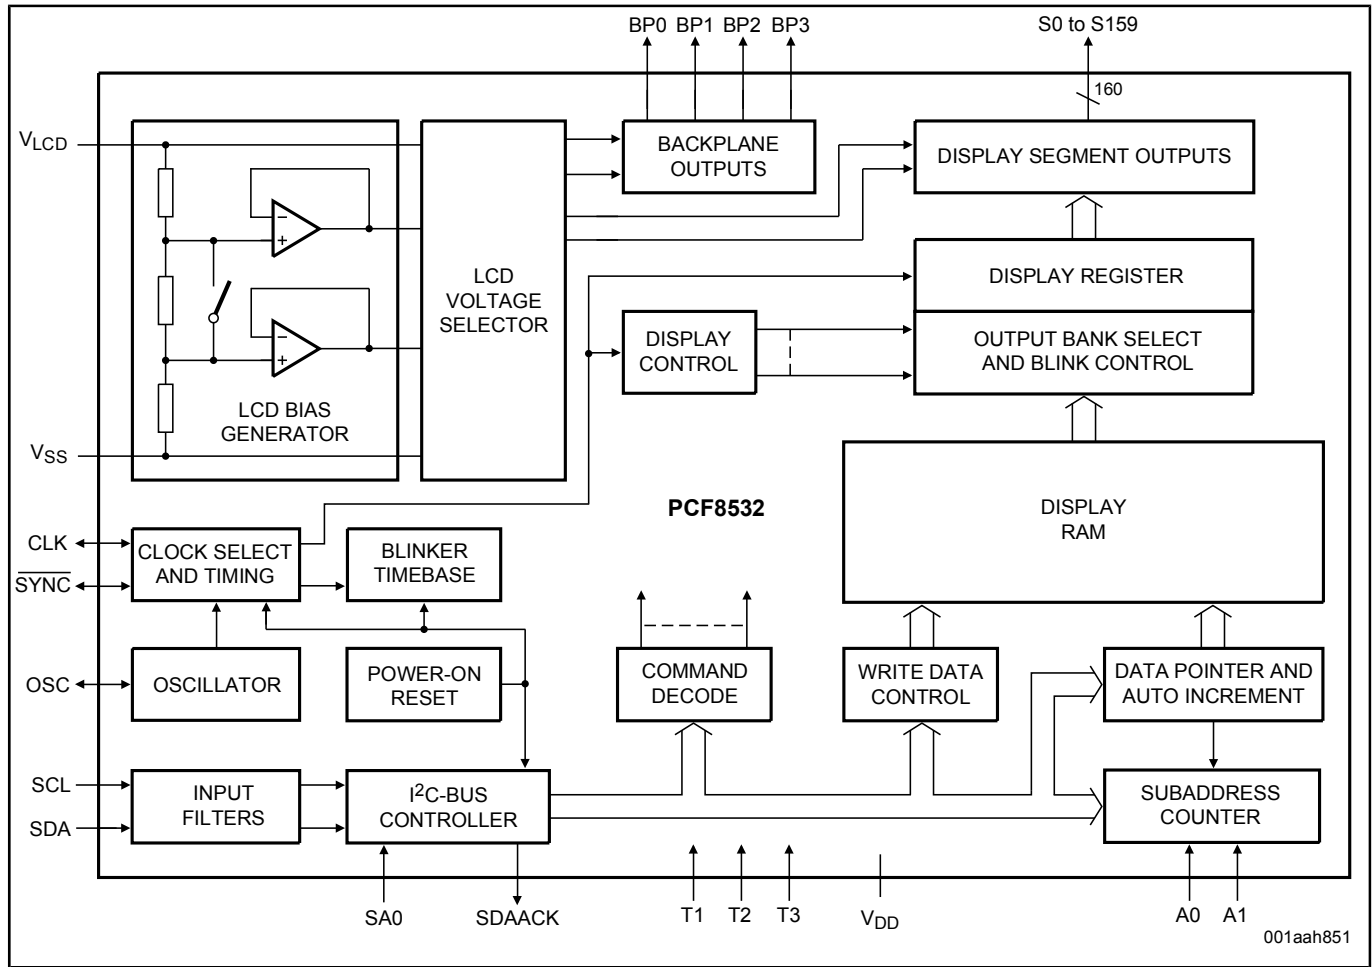 BP0 BP1 BP2 BP3
S0 to S159
160
VLCD
BACKPLANE
OUTPUTS
DISPLAY SEGMENT OUTPUTS
−
+
LCD
VOLTAGE
SELECTOR
DISPLAY REGISTER
−
+
DISPLAY
CONTROL
OUTPUT BANK SELECT
AND BLINK CONTROL
LCD BIAS
GENERATOR
VSS
PCF8532
DISPLAY
RAM
CLK
SYNC
CLOCK SELECT
AND TIMING
BLINKER
TIMEBASE
OSC
OSCILLATOR
POWER-ON
RESET
COMMAND
DECODE
WRITE DATA
CONTROL
DATA POINTER AND
AUTO INCREMENT
SCL
SDA
INPUT
FILTERS
I2C-BUS
CONTROLLER
SUBADDRESS
COUNTER
SA0
SDAACK
T1 T2 T3
VDD
A0 A1
001aah851